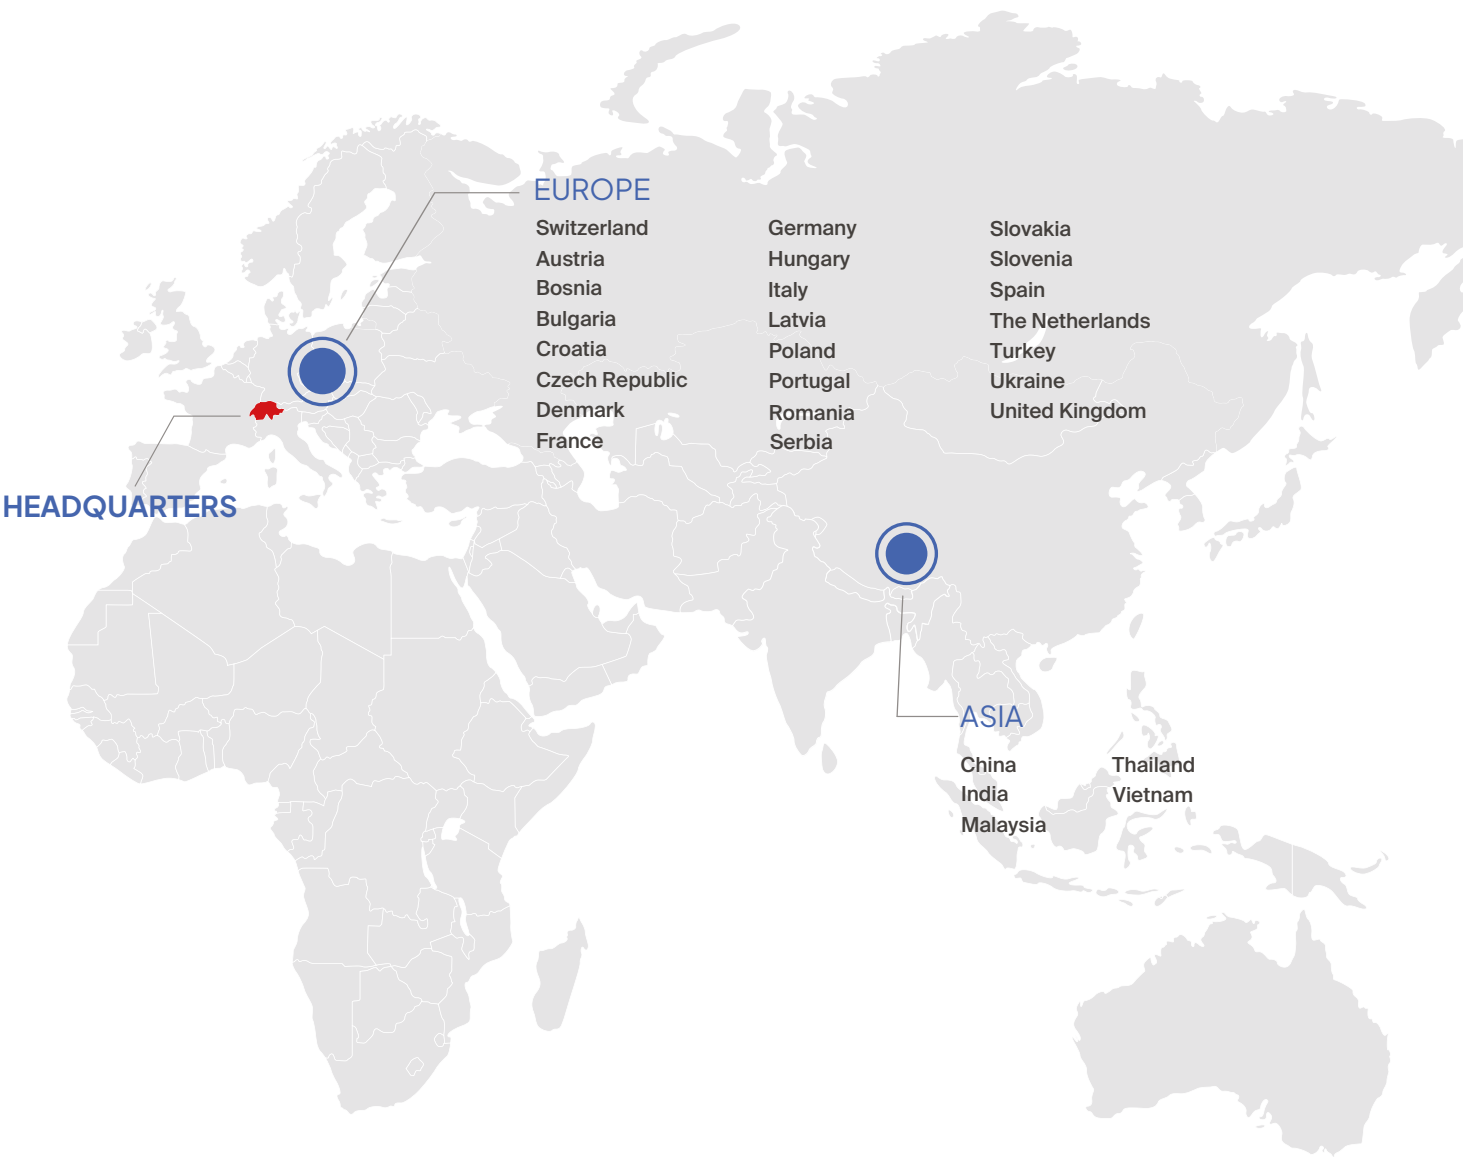 EUROPE
Switzerland
Austria
Bosnia
Bulgaria
Croatia
Czech Republic
Denmark
France
Germany
Hungary
Italy
Latvia
Poland
Portugal
Romania
Serbia
Slovakia
Slovenia
Spain
The Netherlands
Turkey
Ukraine
United Kingdom
HEADQUARTERS
ASIA
China
India
Malaysia
Thailand
Vietnam